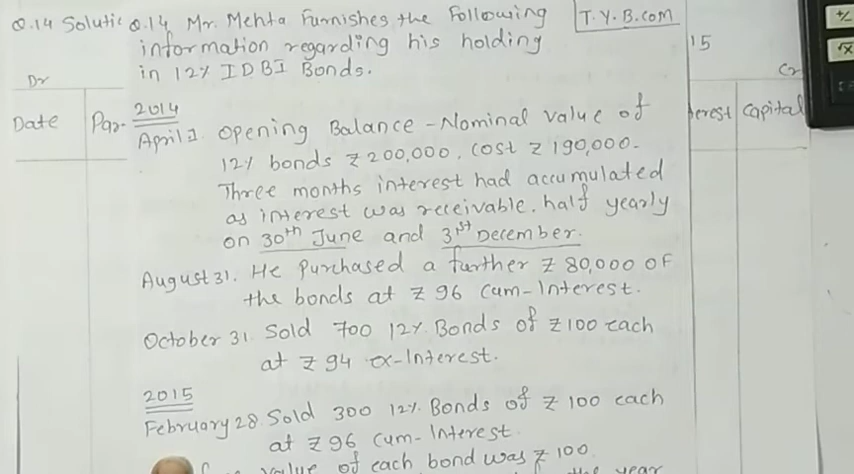 Q.14 Solutic
Q.14 Mr. Mehta Furnishes the Following
T.Y.B.COM
information regarding his holding
15
in 12% IDBI Bonds.
Dr
Cr
Date
Par-
erest
Capital
2014
April 1 Opening Balance - Nominal value of
12% bonds ₹ 200,000, Cost ₹ 190,000-
Three months interest had accumulated
as interest was receivable. half yearly
on 30th June and 31st December.
August 31. He Purchased a further ₹ 80,000 OF
the bonds at ₹ 96 Cum-Interest.
October 31. Sold 700 12% Bonds of ₹100 each
at ₹ 94 ex-Interest.
2015
February 28. Sold 300 12% Bonds of ₹ 100 each
at ₹96 Cum-Interest
value of each bond was ₹ 100
the year